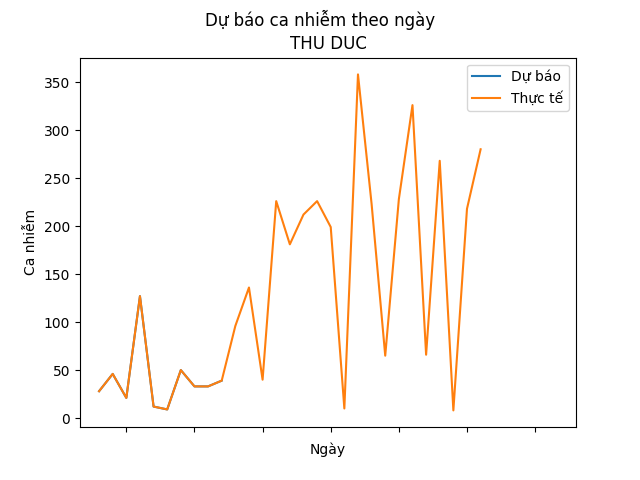 Dự báo ca nhiễm theo ngày
THU DUC
Dự báo
Thực tế
350
300
250
200
150
100
50
0
Ca nhiễm
Ngày